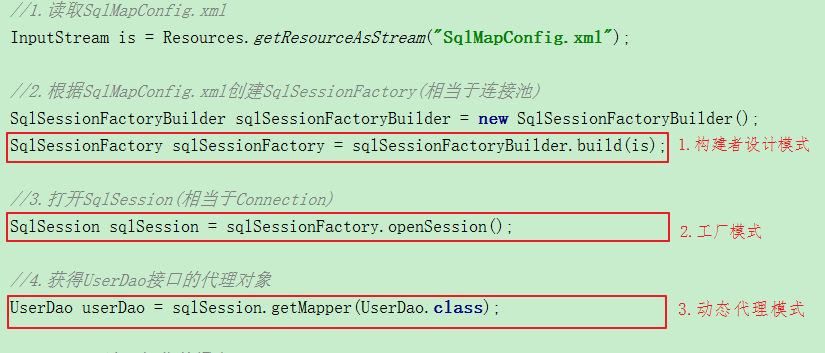 //1.读取SqlMapConfig.xml
InputStream is = Resources.getResourceAsStream("SqlMapConfig.xml");
//2.根据SqlMapConfig.xml创建SqlSessionFactory(相当于连接池)
SqlSessionFactoryBuilder sqlSessionFactoryBuilder = new SqlSessionFactoryBuilder();
SqlSessionFactory sqlSessionFactory = sqlSessionFactoryBuilder.build(is); 1.构建者设计模式
//3.打开SqlSession(相当于Connection)
SqlSession sqlSession = sqlSessionFactory.openSession(); 2.工厂模式
//4.获得UserDao接口的代理对象
UserDao userDao = sqlSession.getMapper(UserDao.class); 3.动态代理模式